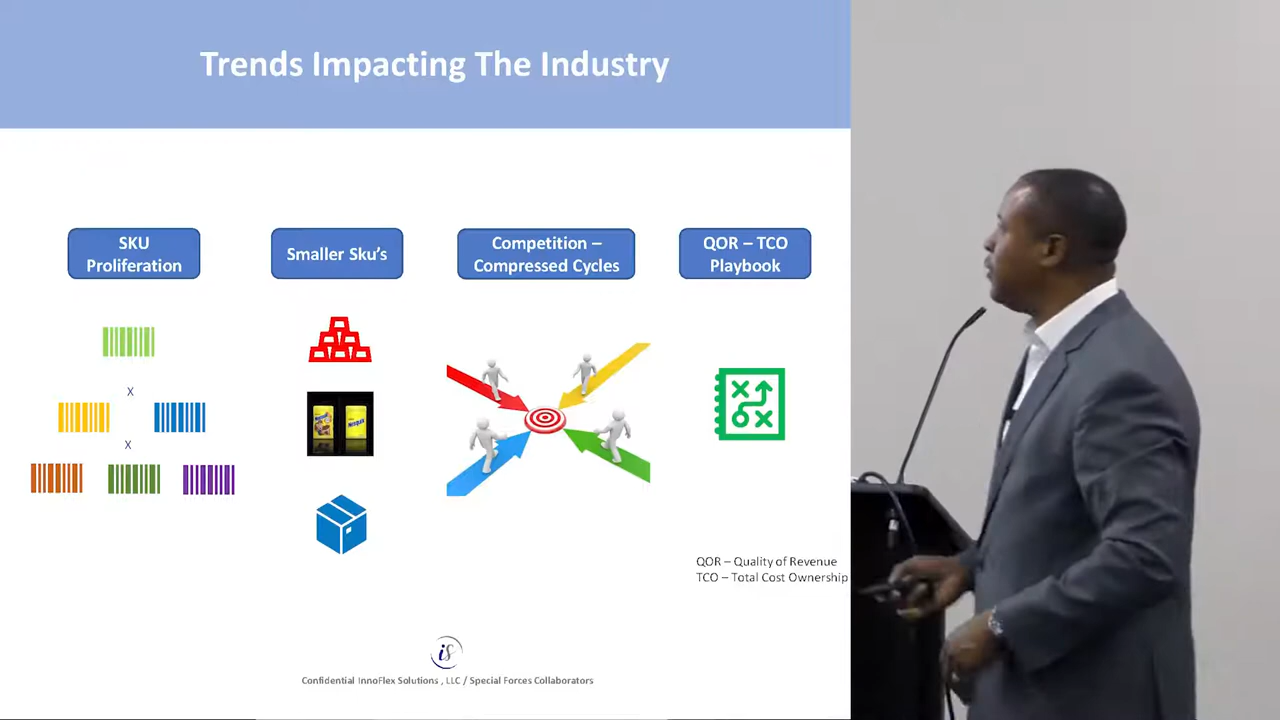 Trends Impacting The Industry
SKU
Proliferation
Smaller Sku's
Competition –
Compressed Cycles
QOR – TCO
Playbook
X
X
QOR – Quality of Revenue
TCO – Total Cost Ownership
iS
Confidential InnoFlex Solutions , LLC / Special Forces Collaborators